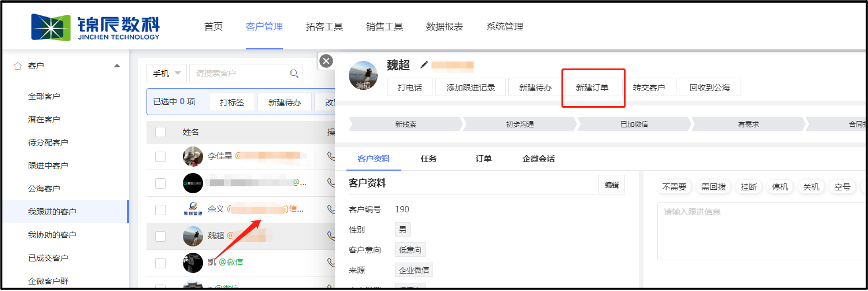 锦辰数科
JINCHEN TECHNOLOGY
首页 客户管理 拓客工具 销售工具 数据报表 系统管理
客户
全部客户
潜在客户
待分配客户
跟进中客户
公海客户
我跟进的客户
我协助的客户
已成交客户
企微客户群
手机 请搜索客户
已选中 0 项 打标签 新建待办
姓名
李佳星
@...
余义 信...
魏超
凯 @微信
@微信
魏超
打电话 添加跟进记录 新建待办 新建订单 转交客户 回收到公海
新线索 初步沟通 已加微信 有需求
客户资料 任务 订单 企微会话
客户资料 编辑
客户编号 190
性别 男
客户意向 低意向
来源 企业微信
不需要 需回拨 挂断 停机 关机 空号
请输入跟进信息